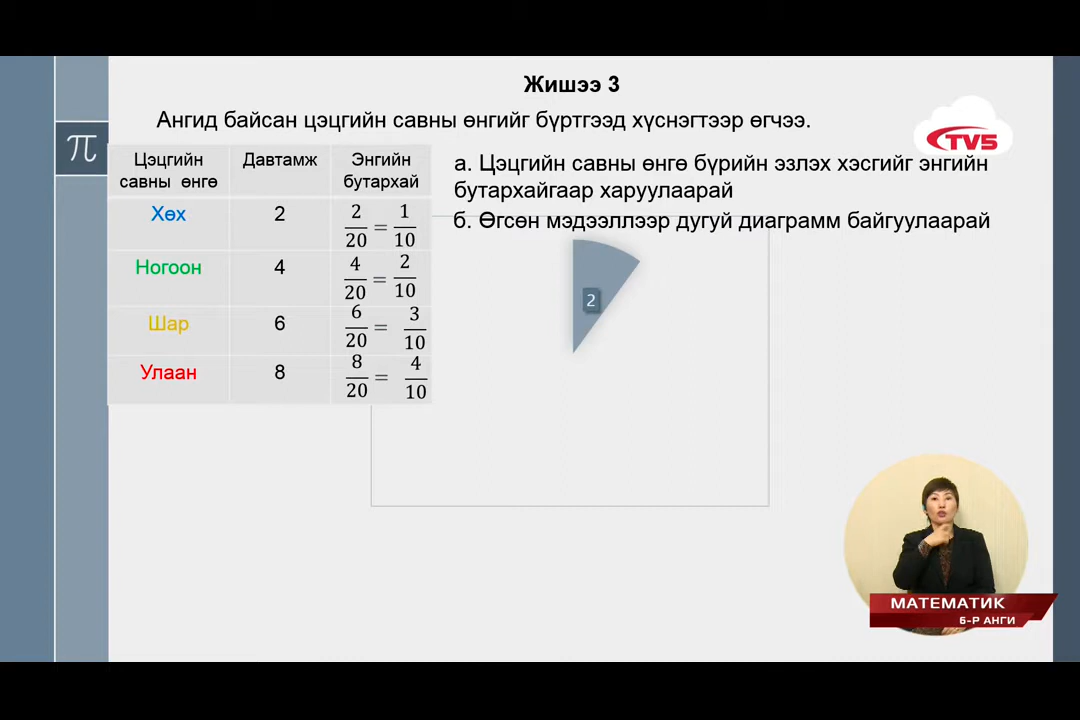 Жишээ 3
Ангид байсан цэцгийн савны өнгийг бүртгээд хүснэгтээр өгчээ.
π
TV5
Цэцгийн савны өнгө Давтамж Энгийн бутархай
Хөх 2 2/20 = 1/10
Ногоон 4 4/20 = 2/10
Шар 6 6/20 = 3/10
Улаан 8 8/20 = 4/10
а. Цэцгийн савны өнгө бүрийн эзлэх хэсгийг энгийн
бутархайгаар харуулаарай
б. Өгсөн мэдээллээр дугуй диаграмм байгуулаарай
2
МАТЕМАТИК
6-Р АНГИ